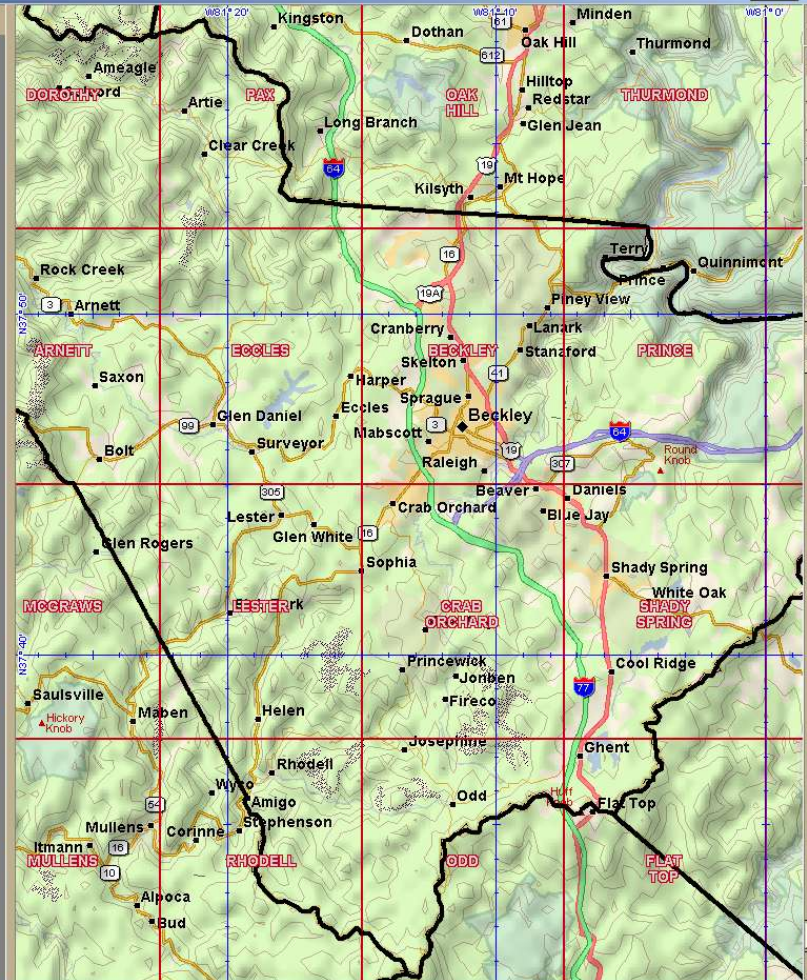 W81°20'
W81°10'
W81°0'
Kingston
Dothan
61
Minden
Oak Hill
612
Thurmond
Ameagle
DOROTHY
PAX
OAK
HILL
THURMOND
Hilltop
Redstar
Artie
Long Branch
Glen Jean
Clear Creek
64
19
Kilsyth
Mt Hope
16
Terry
Quinnimont
Rock Creek
Prince
3
Arnett
19A
Piney View
N37°50'
Cranberry
Lanark
ARNETT
ECCLES
BECKLEY
Stanaford
PRINCE
Skelton
Saxon
Harper
41
Sprague
Eccles
Glen Daniel
99
3
Beckley
Mabscott
64
Surveyor
19
Round
Knob
Bolt
Raleigh
307
305
Beaver
Daniels
Lester
Crab Orchard
Blue Jay
Glen White
16
Glen Rogers
Sophia
Shady Spring
White Oak
MCGRAWS
LESTER
CRAB
ORCHARD
SHADY
SPRING
N37°40'
Princewick
Cool Ridge
Jonben
77
Saulsville
Fireco
Hickory
Knob
Maben
Helen
Josephine
Ghent
Rhodell
Wyco
Huff
Knob
Odd
Amigo
Flat Top
54
Mullens
Corinne
Stephenson
Itmann
16
MULLENS
RHODELL
ODD
FLAT
TOP
10
Alpoca
Bud